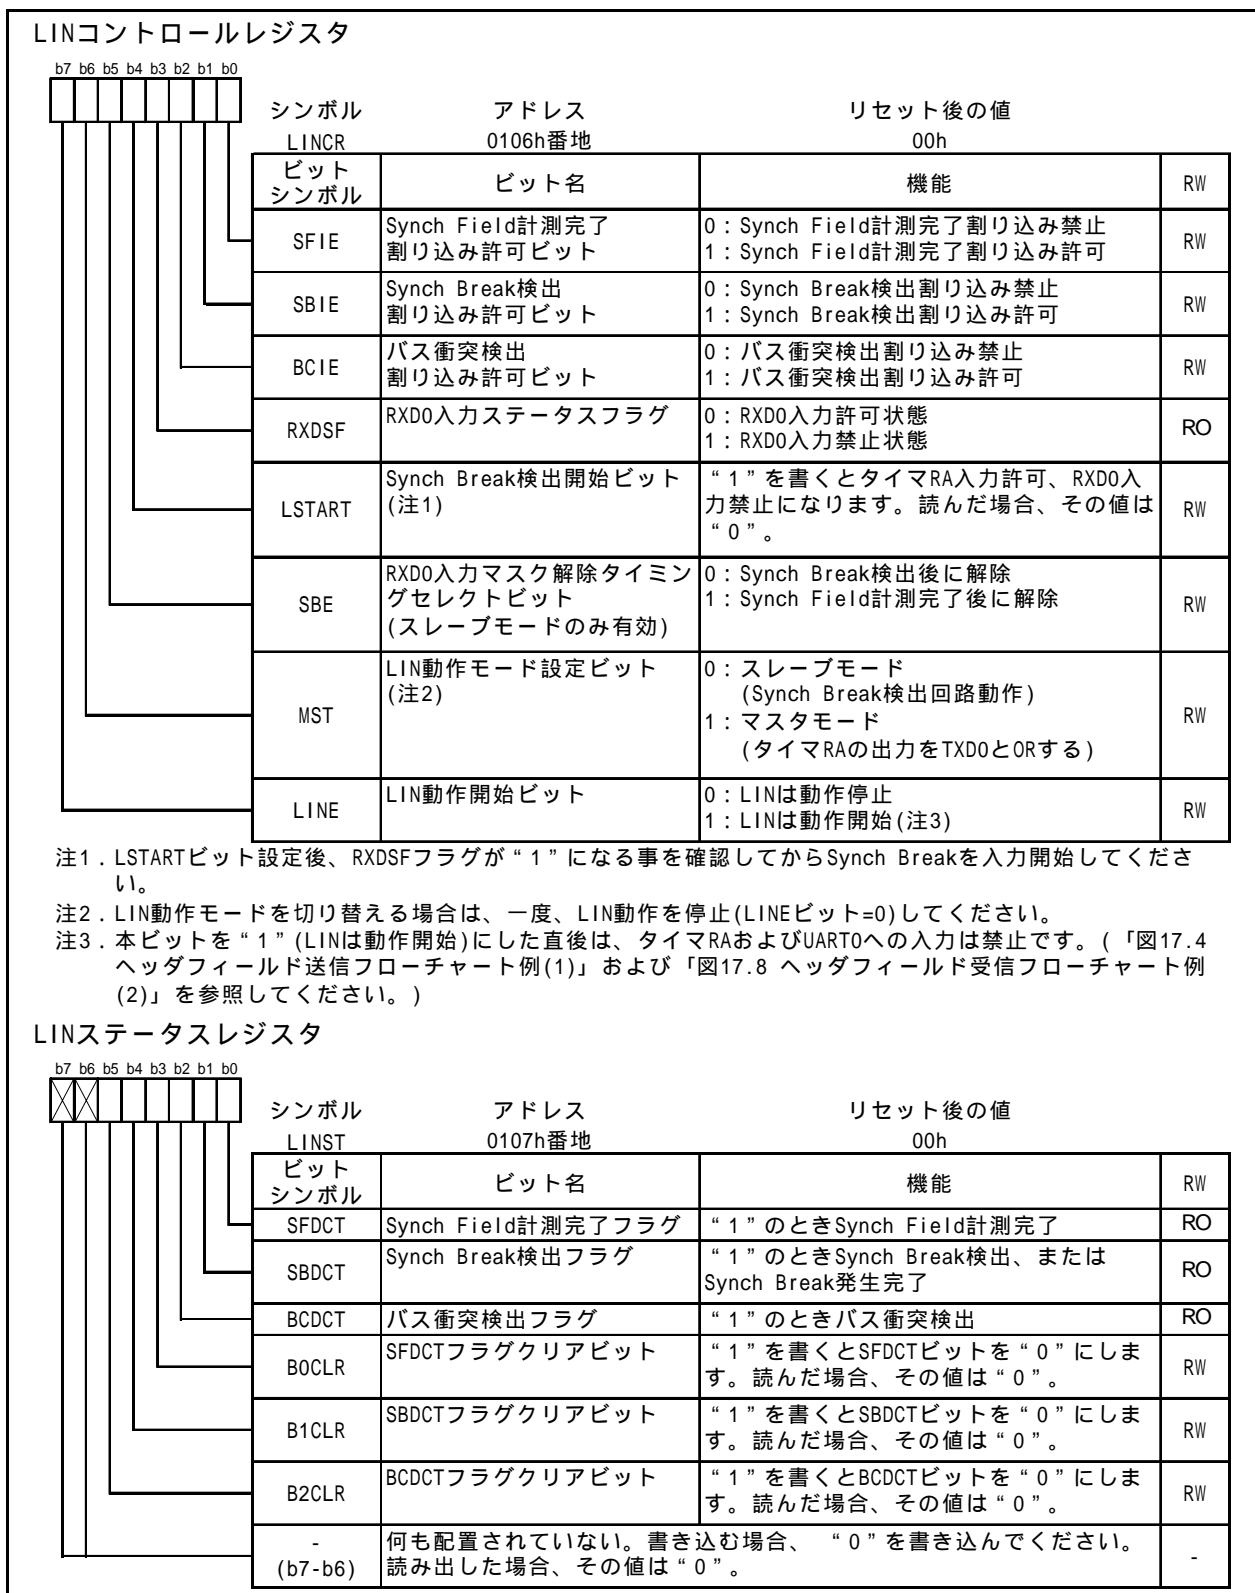 LINコントロールレジスタ
b7 b6 b5 b4 b3 b2 b1 b0
シンボル アドレス リセット後の値
LINCR 0106h番地 00h
ビット
シンボル ビット名 機能 RW
SFIE Synch Field計測完了
割り込み許可ビット 0：Synch Field計測完了割り込み禁止
1：Synch Field計測完了割り込み許可 RW
SBIE Synch Break検出
割り込み許可ビット 0：Synch Break検出割り込み禁止
1：Synch Break検出割り込み許可 RW
BCIE バス衝突検出
割り込み許可ビット 0：バス衝突検出割り込み禁止
1：バス衝突検出割り込み許可 RW
RXDSF RXD0入力ステータスフラグ 0：RXD0入力許可状態
1：RXD0入力禁止状態 RO
LSTART Synch Break検出開始ビット
(注1) “1”を書くとタイマRA入力許可、RXD0入
力禁止になります。読んだ場合、その値は
“0”。 RW
SBE RXD0入力マスク解除タイミン
グセレクトビット
(スレーブモードのみ有効) 0：Synch Break検出後に解除
1：Synch Field計測完了後に解除 RW
MST LIN動作モード設定ビット
(注2) 0：スレーブモード
(Synch Break検出回路動作)
1：マスタモード
(タイマRAの出力をTXD0とORする) RW
LINE LIN動作開始ビット 0：LINは動作停止
1：LINは動作開始(注3) RW
注1．LSTARTビット設定後、RXDSFフラグが“1”になる事を確認してからSynch Breakを入力開始してくださ
い。
注2．LIN動作モードを切り替える場合は、一度、LIN動作を停止(LINEビット=0)してください。
注3．本ビットを“1”(LINは動作開始)にした直後は、タイマRAおよびUART0への入力は禁止です。(「図17.4
ヘッダフィールド送信フローチャート例(1)」および「図17.8 ヘッダフィールド受信フローチャート例
(2)」を参照してください。)
LINステータスレジスタ
b7 b6 b5 b4 b3 b2 b1 b0
シンボル アドレス リセット後の値
LINST 0107h番地 00h
ビット
シンボル ビット名 機能 RW
SFDCT Synch Field計測完了フラグ “1”のときSynch Field計測完了 RO
SBDCT Synch Break検出フラグ “1”のときSynch Break検出、または
Synch Break発生完了 RO
BCDCT バス衝突検出フラグ “1”のときバス衝突検出 RO
B0CLR SFDCTフラグクリアビット “1”を書くとSFDCTビットを“0”にしま
す。読んだ場合、その値は“0”。 RW
B1CLR SBDCTフラグクリアビット “1”を書くとSBDCTビットを“0”にしま
す。読んだ場合、その値は“0”。 RW
B2CLR BCDCTフラグクリアビット “1”を書くとBCDCTビットを“0”にしま
す。読んだ場合、その値は“0”。 RW
-
(b7-b6) 何も配置されていない。書き込む場合、 “0”を書き込んでください。
読み出した場合、その値は“0”。 -